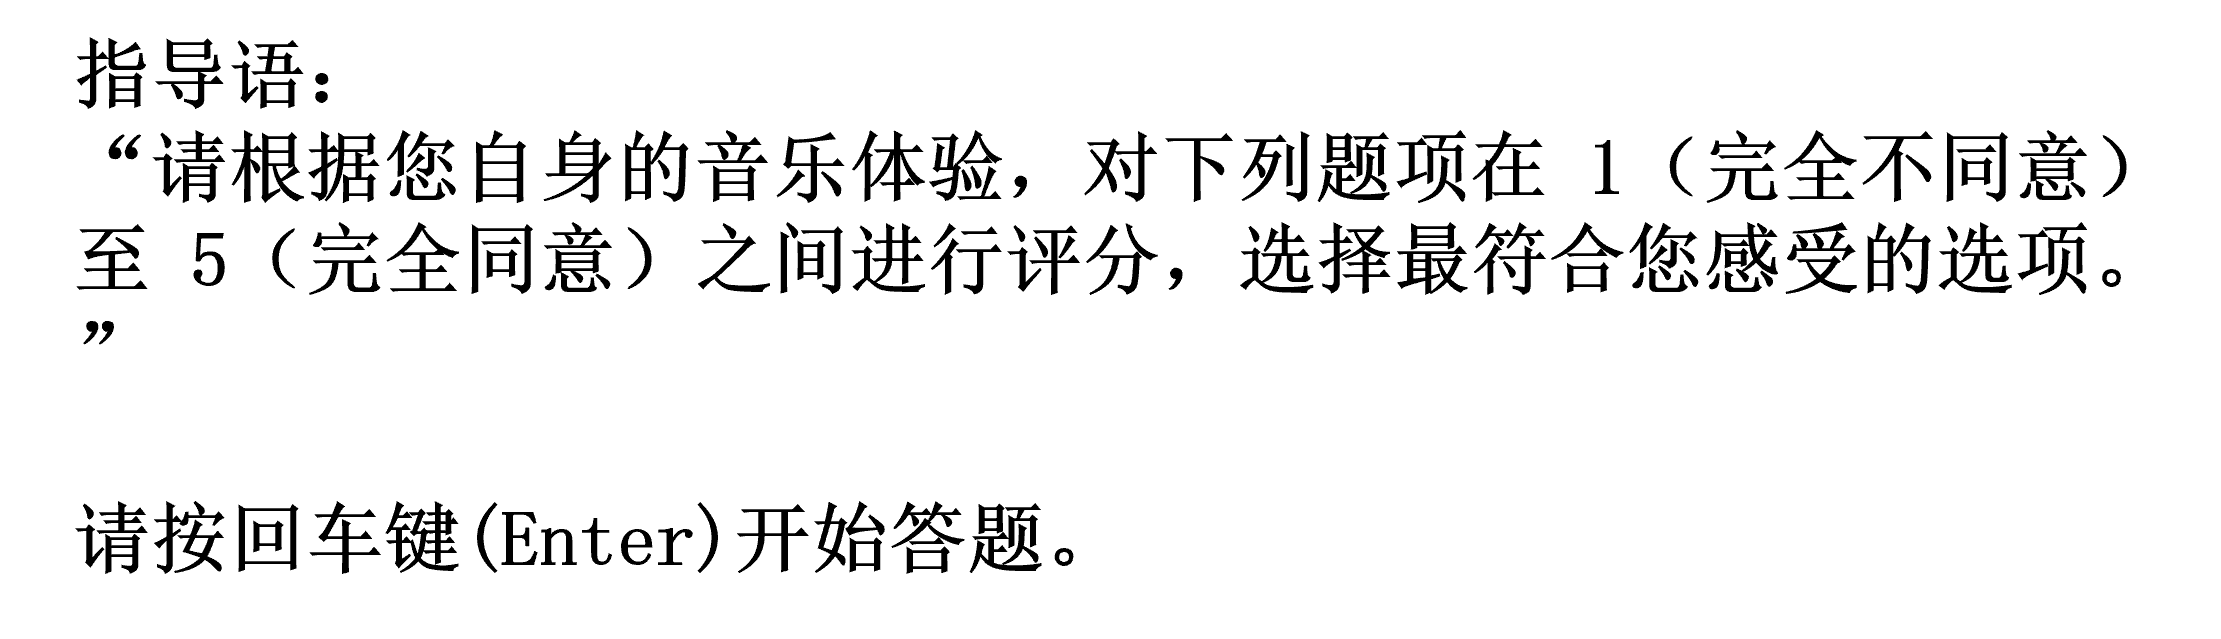 指导语：
“请根据您自身的音乐体验，对下列题项在 1（完全不同意）
至 5（完全同意）之间进行评分，选择最符合您感受的选项。
”
请按回车键(Enter)开始答题。